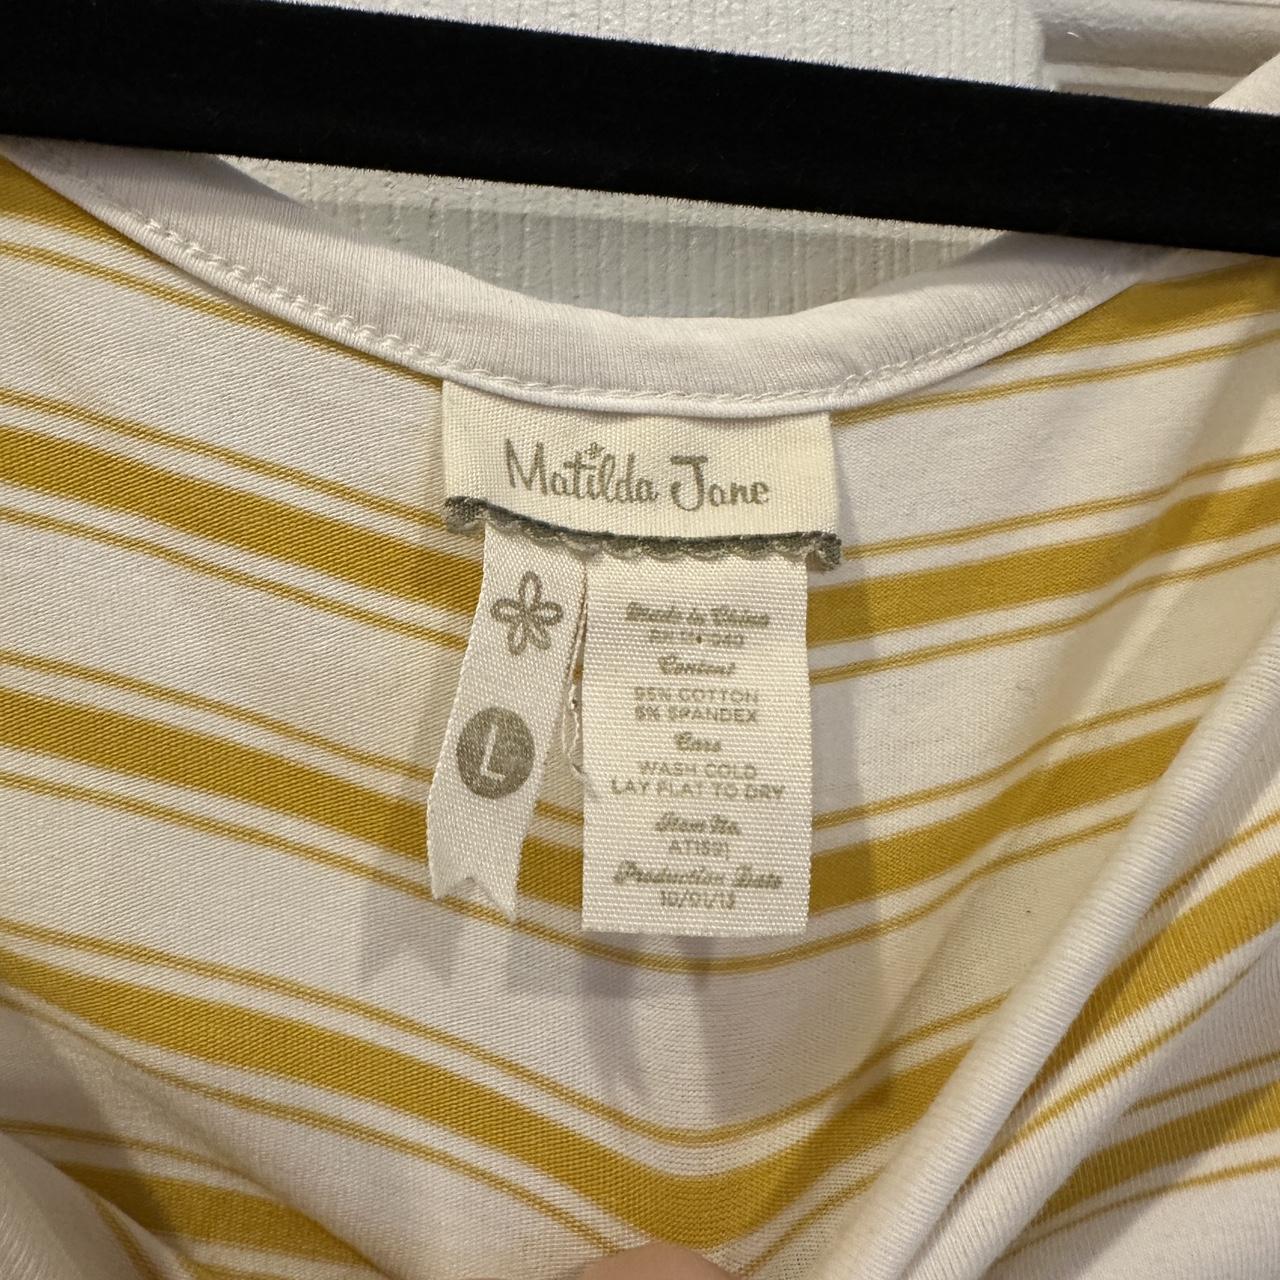 Matilda Jane
L
Made in China
Content
95% COTTON
5% SPANDEX
Care
WASH COLD
LAY FLAT TO DRY
Item No.
Production Date